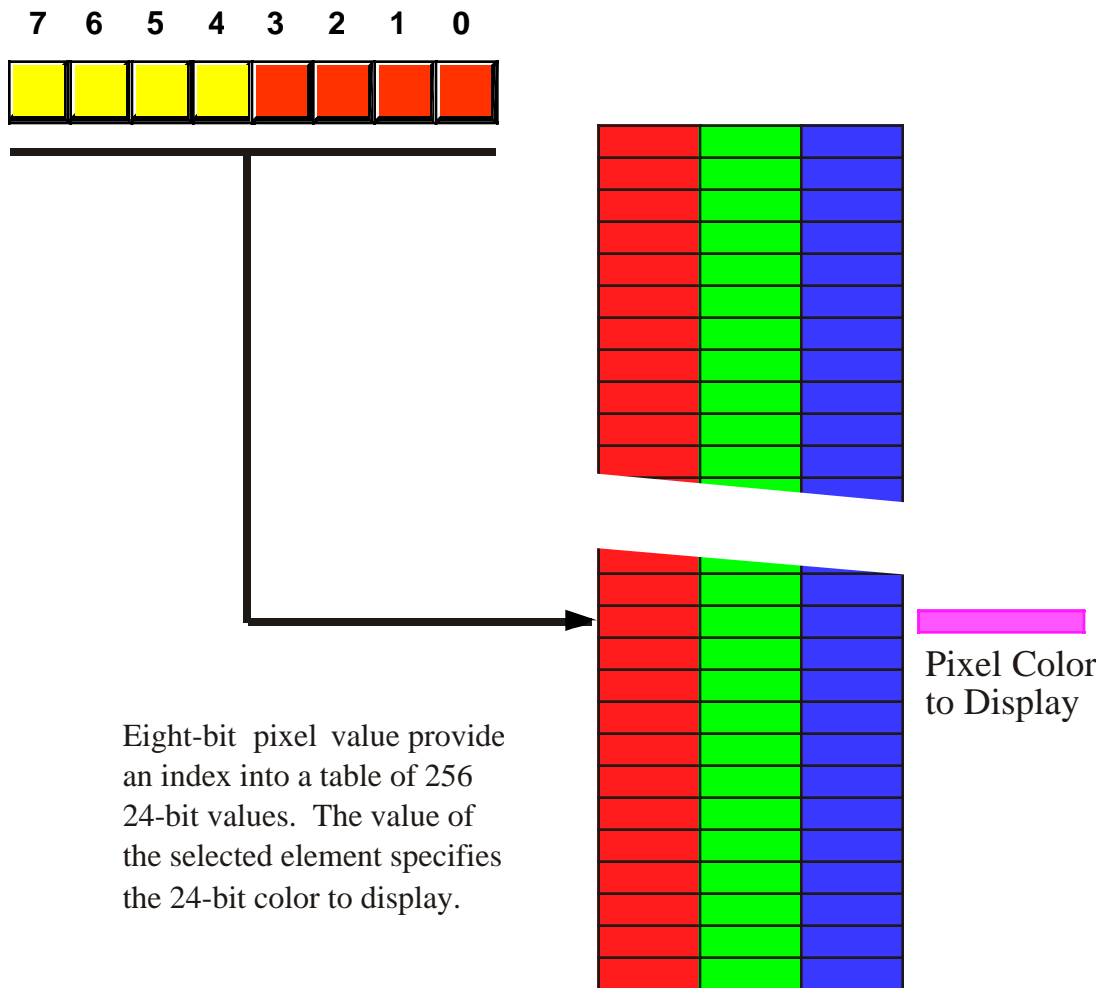 7 6 5 4 3 2 1 0
Pixel Color
to Display
Eight-bit pixel value provide
an index into a table of 256
24-bit values. The value of
the selected element specifies
the 24-bit color to display.